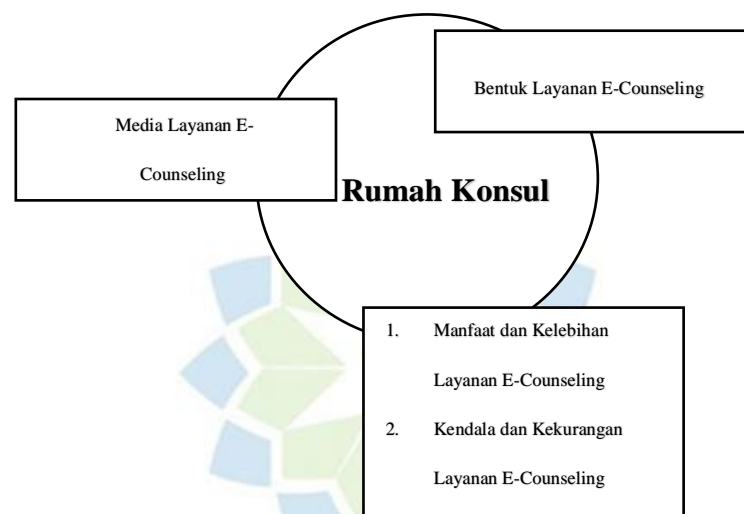 Bentuk Layanan E-Counseling
Media Layanan E-
Counseling
Rumah Konsul
1. Manfaat dan Kelebihan
Layanan E-Counseling
2. Kendala dan Kekurangan
Layanan E-Counseling